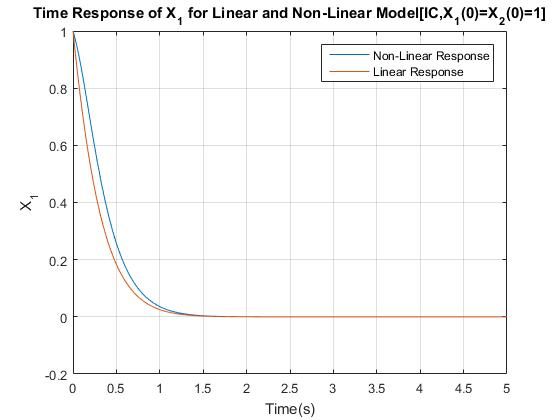 Time Response of X1 for Linear and Non-Linear Model[IC,X1(0)=X2(0)=1]
Non-Linear Response
Linear Response
1
0.8
0.6
0.4
0.2
0
-0.2
X1
0 0.5 1 1.5 2 2.5 3 3.5 4 4.5 5
Time(s)